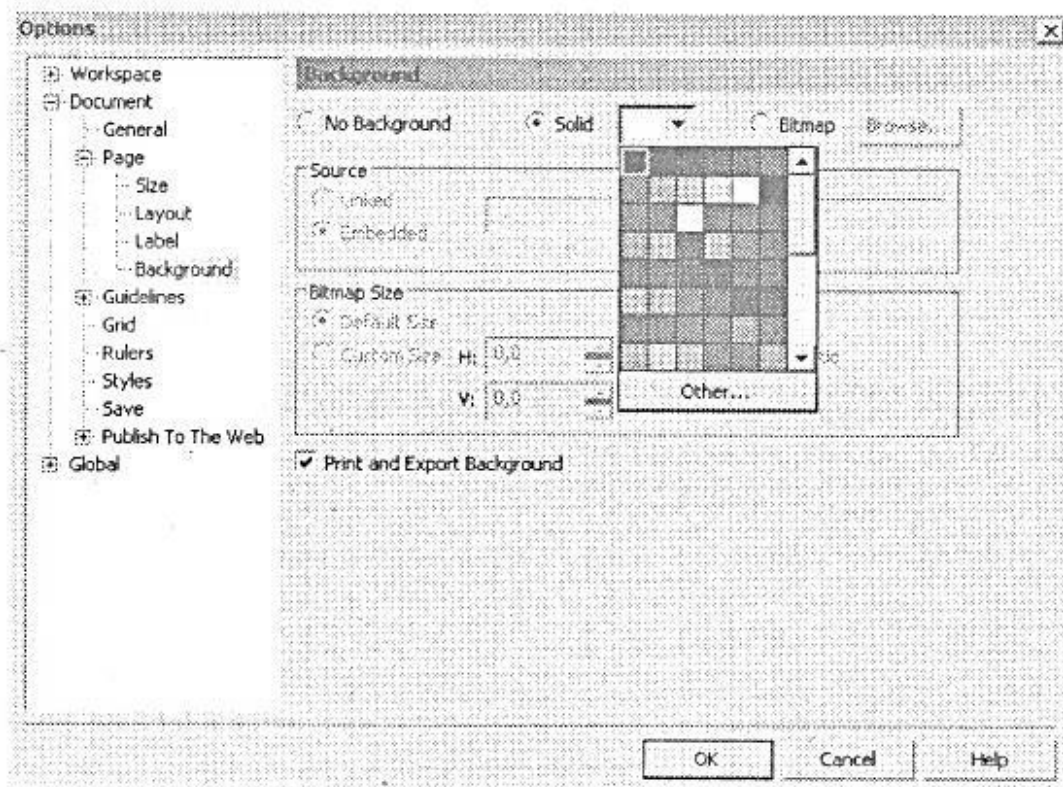 Options
Workspace
Document
General
Page
Size
Layout
Label
Background
Guidelines
Grid
Rulers
Styles
Save
Publish To The Web
Global
Background
No Background
Solid
Bitmap
Browse...
Source
Linked
Embedded
Bitmap Size
Default Size
Custom Size H: 0,0
V: 0,0
Other...
Print and Export Background
OK Cancel Help